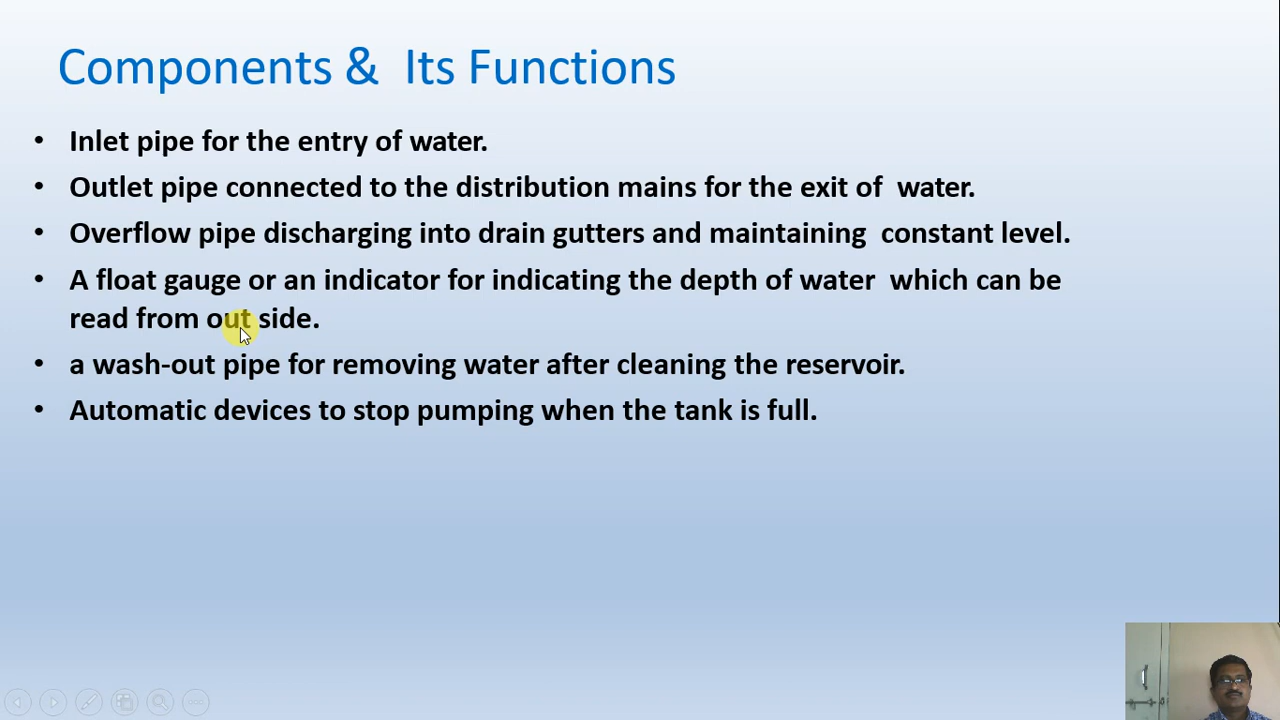 Components & Its Functions
• Inlet pipe for the entry of water.
• Outlet pipe connected to the distribution mains for the exit of water.
• Overflow pipe discharging into drain gutters and maintaining constant level.
• A float gauge or an indicator for indicating the depth of water which can be
read from out side.
• a wash-out pipe for removing water after cleaning the reservoir.
• Automatic devices to stop pumping when the tank is full.